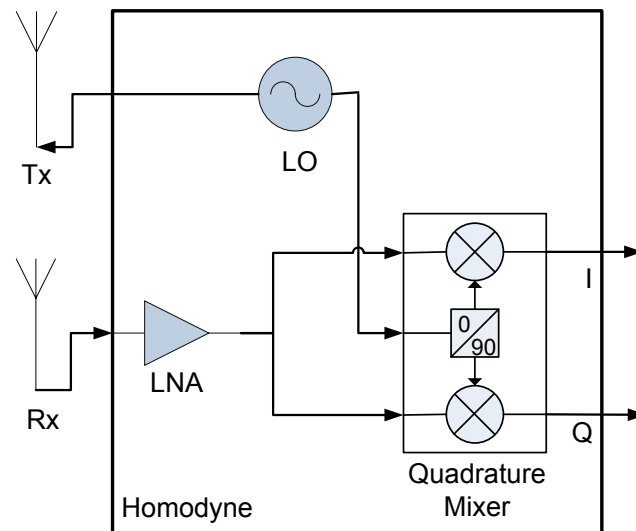 Tx
LO
I
0
90
LNA
Rx
Q
Quadrature
Mixer
Homodyne